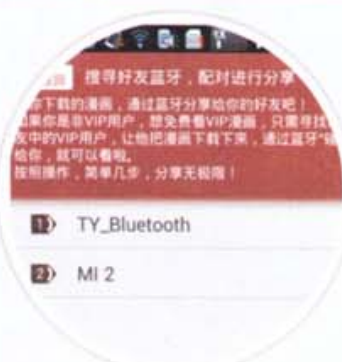 搜寻好友蓝牙，配对进行分享
你下载的漫画，通过蓝牙分享给你的好友吧！
如果你是非VIP用户，想免费看VIP漫画，只需寻找
友中的VIP用户，让他把漫画下载下来，通过蓝牙"
给你，就可以看啦。
按照操作，简单几步，分享无极限！
1 TY_Bluetooth
2 MI 2